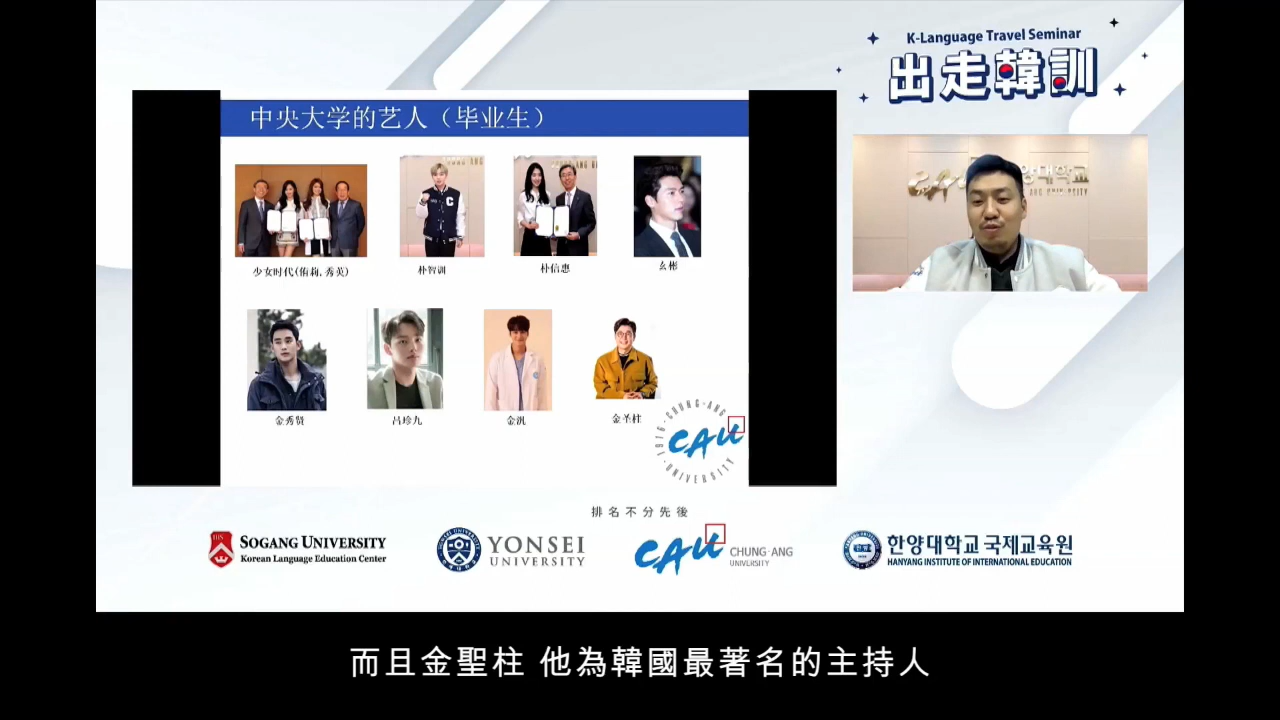 K-Language Travel Seminar
出走韓訓
中央大学的艺人（毕业生）
少女时代(侑莉, 秀英)
朴智训
朴信惠
玄彬
金秀贤
吕珍九
金汎
金圣柱
CHUNG-ANG
CAU
1916
UNIVERSITY
排名不分先後
SOGANG UNIVERSITY
Korean Language Education Center
YONSEI
UNIVERSITY
CAU
CHUNG-ANG
UNIVERSITY
한양대학교 국제교육원
HANYANG INSTITUTE OF INTERNATIONAL EDUCATION
而且金聖柱 他為韓國最著名的主持人